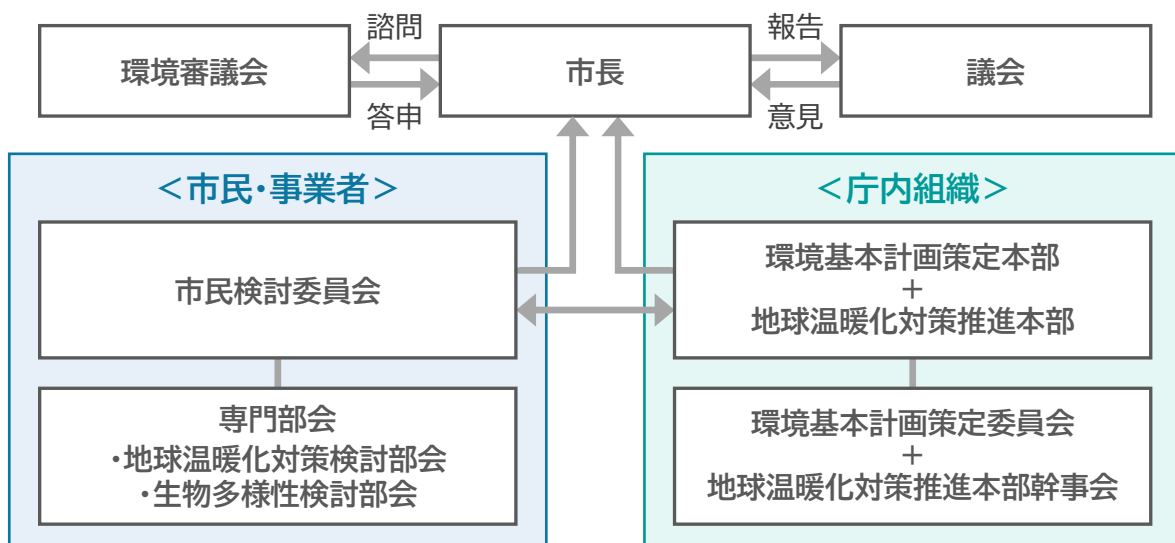 諮問
報告
環境審議会
市長
議会
答申
意見
＜市民・事業者＞
市民検討委員会
専門部会
・地球温暖化対策検討部会
・生物多様性検討部会
＜庁内組織＞
環境基本計画策定本部
＋
地球温暖化対策推進本部
環境基本計画策定委員会
＋
地球温暖化対策推進本部幹事会